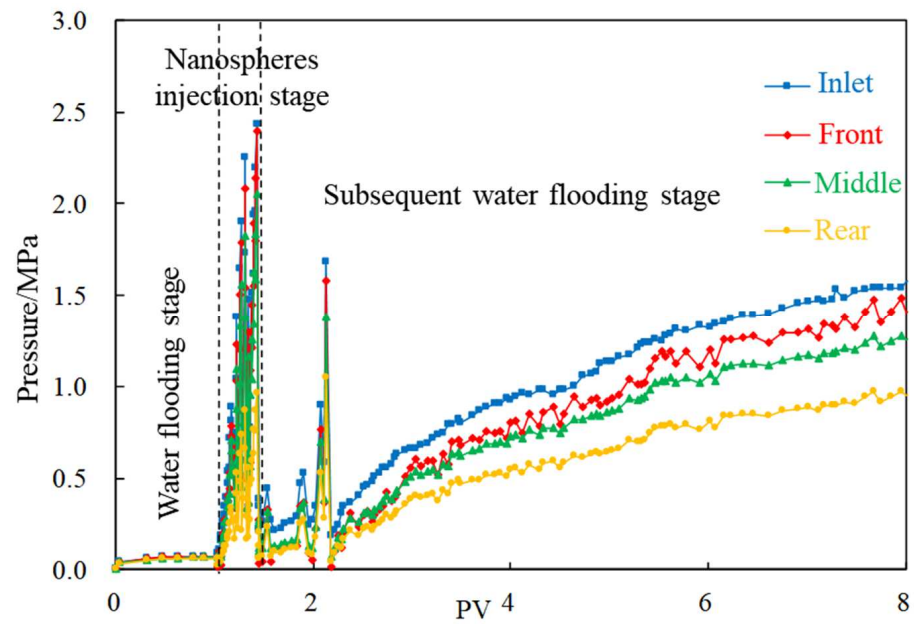 3.0
2.5
2.0
1.5
1.0
0.5
0.0
Pressure/MPa
Water flooding stage
Nanospheres
injection stage
Subsequent water flooding stage
Inlet
Front
Middle
Rear
0
2
4
6
8
PV